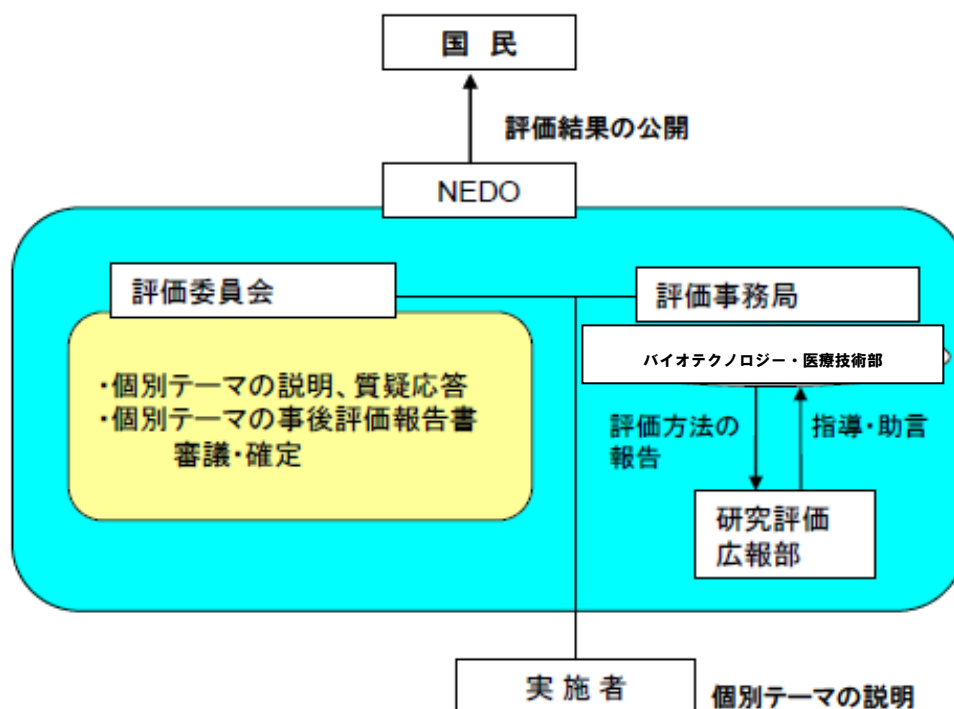 国 民
評価結果の公開
NEDO
評価委員会
評価事務局
バイオテクノロジー・医療技術部
・個別テーマの説明、質疑応答
・個別テーマの事後評価報告書
審議・確定
評価方法の
報告
指導・助言
研究評価
広報部
実 施 者
個別テーマの説明